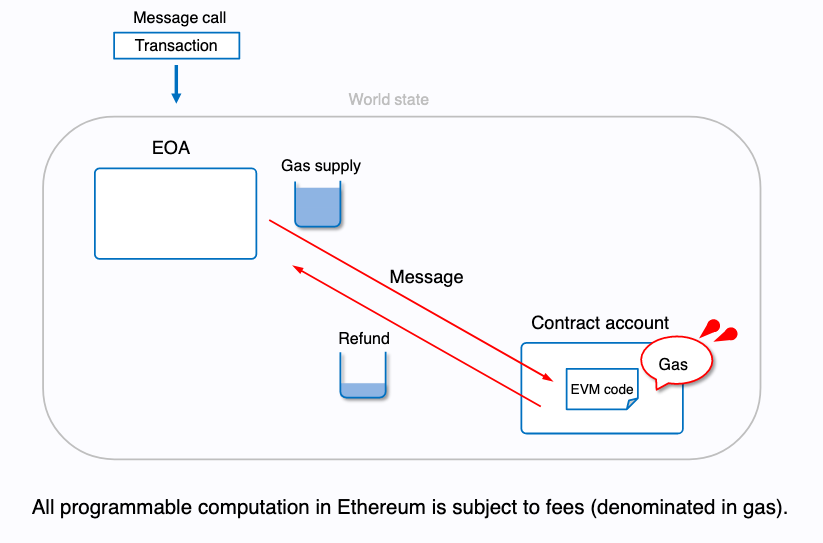 Message call
Transaction
World state
EOA
Gas supply
Message
Refund
Contract account
Gas
EVM code
All programmable computation in Ethereum is subject to fees (denominated in gas).